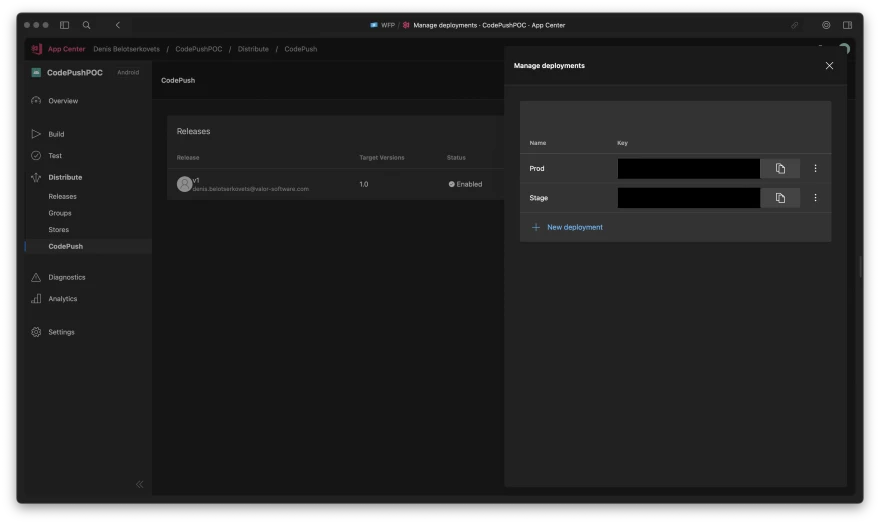 WFP / Manage deployments · CodePushPOC · App Center
App Center Denis Belotserkovets / CodePushPOC / Distribute / CodePush
CodePushPOC Android
Overview
Build
Test
Distribute
Releases
Groups
Stores
CodePush
Diagnostics
Analytics
Settings
CodePush
Releases
Release Target Versions Status
v1
denis.belotserkovets@valor-software.com
1.0 Enabled
Manage deployments
Name Key
Prod
Stage
New deployment